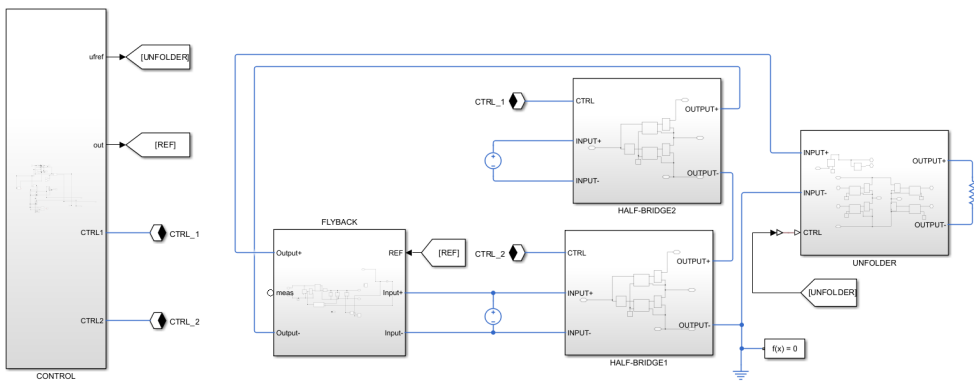 ufref
[UNFOLDER]
out
[REF]
CTRL1
CTRL_1
CTRL2
CTRL_2
CONTROL
FLYBACK
Output+
REF
[REF]
meas
Input+
Output-
Input-
CTRL_1
CTRL
OUTPUT+
INPUT+
INPUT-
OUTPUT-
HALF-BRIDGE2
CTRL_2
CTRL
OUTPUT+
INPUT+
INPUT-
OUTPUT-
HALF-BRIDGE1
INPUT+
OUTPUT+
INPUT-
CTRL
OUTPUT-
UNFOLDER
[UNFOLDER]
f(x) = 0